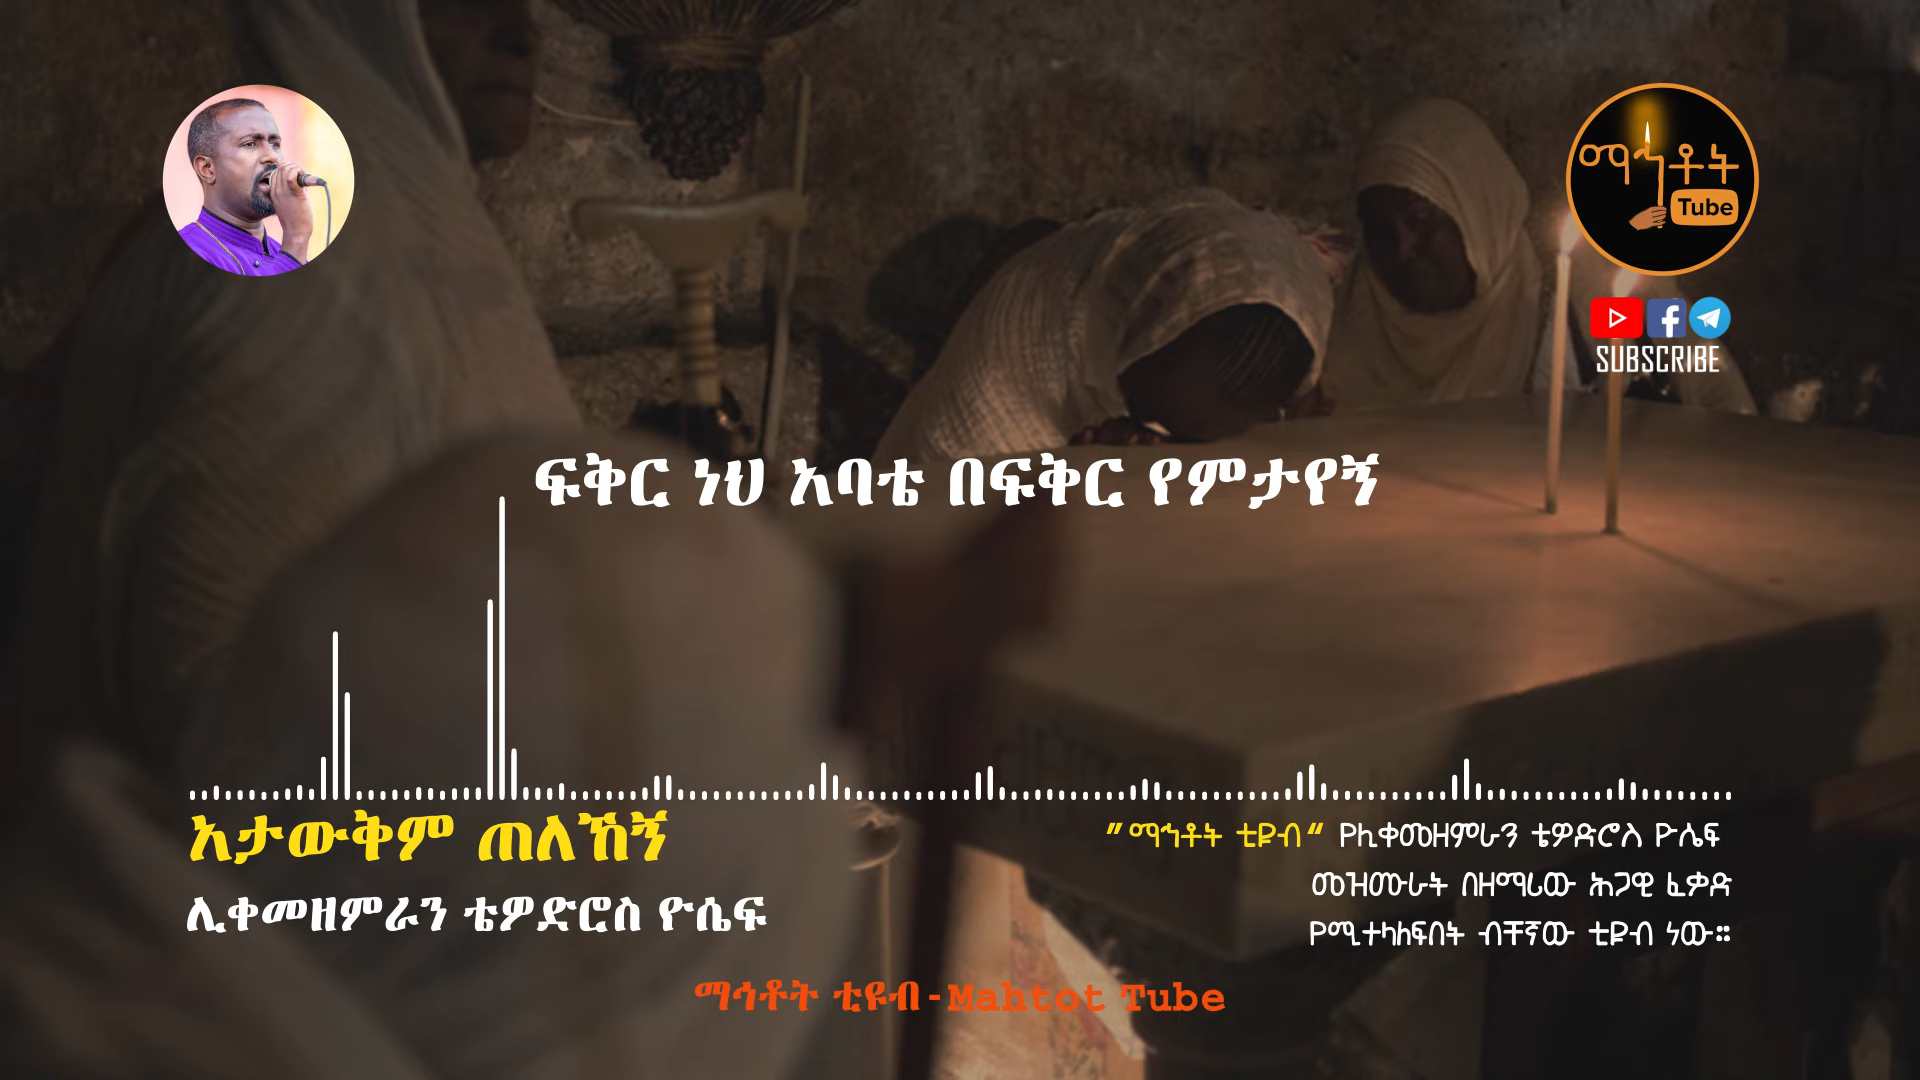 ማኅቶት
Tube
SUBSCRIBE
ፍቅር ነህ አባቴ በፍቅር የምታየኝ
አታውቅም ጠለኸኝ
ሊቀመዘምራን ቴዎድሮስ ዮሴፍ
"ማኅቶት ቲዩብ" የሊቀመዘምራን ቴዎድሮስ ዮሴፍ
መዝሙራት በዘማሪው ሕጋዊ ፈቃድ
የሚተላለፍበት ብቸኛው ቲዩብ ነው።
ማኅቶት ቲዩብ-Mahtot Tube